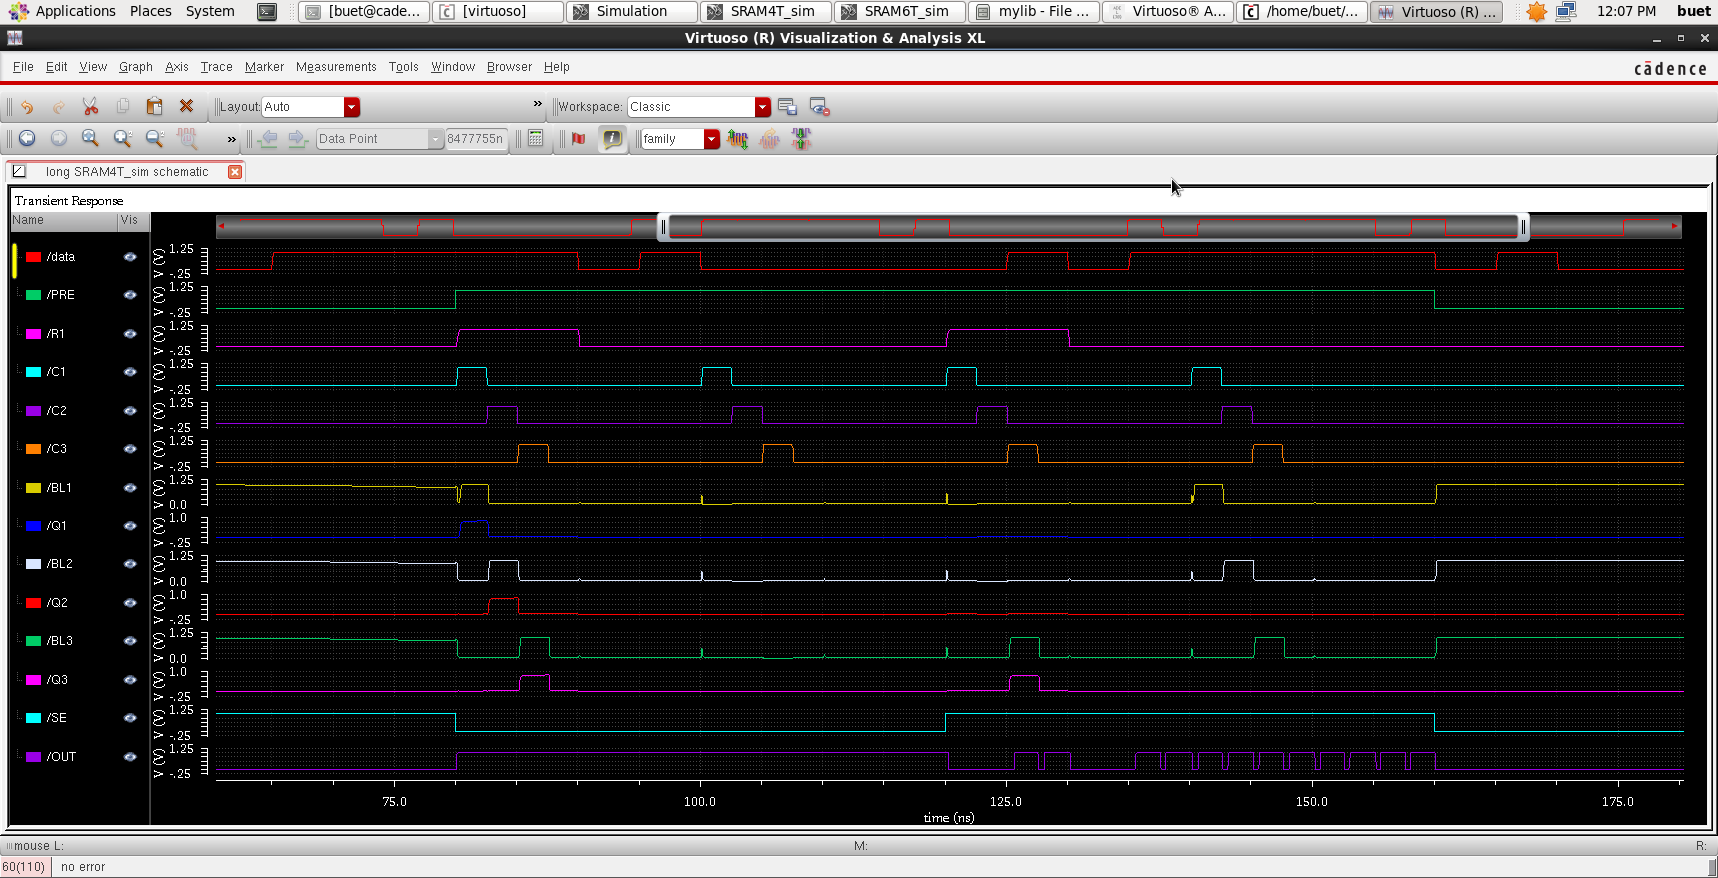 Applications Places System [buet@cade... [virtuoso] Simulation SRAM4T_sim SRAM6T_sim mylib - File ... Virtuoso® A... /home/buet/... Virtuoso (R) ... 12:07 PM buet
Virtuoso (R) Visualization & Analysis XL
File Edit View Graph Axis Trace Marker Measurements Tools Window Browser Help
cādence
Layout: Auto » Workspace: Classic
» Data Point 8477755n family
long SRAM4T_sim schematic
Transient Response
Name Vis
/data V (V) 1.25 -.25
/PRE V (V) 1.25 -.25
/R1 V (V) 1.25 -.25
/C1 V (V) 1.25 -.25
/C2 V (V) 1.25 -.25
/C3 V (V) 1.25 -.25
/BL1 V (V) 1.25 0.0
/Q1 V (V) 1.0 -.25
/BL2 V (V) 1.25 0.0
/Q2 V (V) 1.0 -.25
/BL3 V (V) 1.25 0.0
/Q3 V (V) 1.0 -.25
/SE V (V) 1.25 -.25
/OUT V (V) 1.25 -.25
75.0 100.0 125.0 150.0 175.0
time (ns)
mouse L: M: R:
60(110) no error